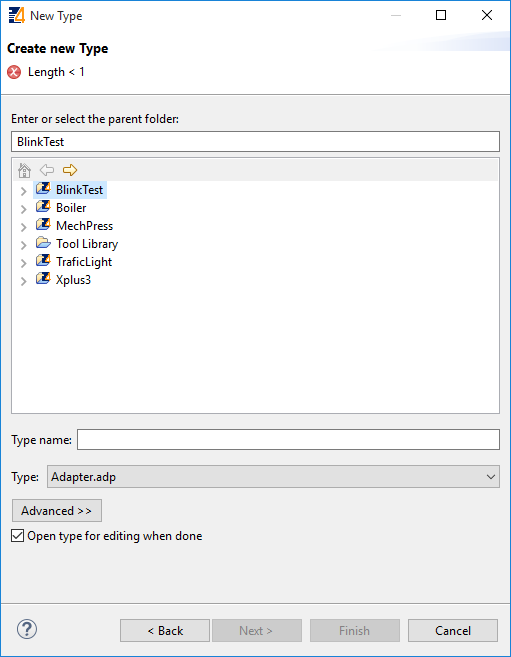 New Type
Create new Type
Length < 1
Enter or select the parent folder:
BlinkTest
BlinkTest
Boiler
MechPress
Tool Library
TraficLight
Xplus3
Type name:
Type: Adapter.adp
Advanced >>
Open type for editing when done
< Back Next > Finish Cancel